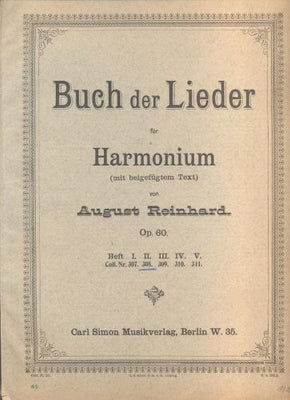 Buch der Lieder
für
Harmonium
(mit beigefügtem Text)
von
August Reinhard.
Op. 60.
Heft I. II. III. IV. V.
Coll. Nr. 307. 308. 309. 310. 311.
Carl Simon Musikverlag, Berlin W. 35.